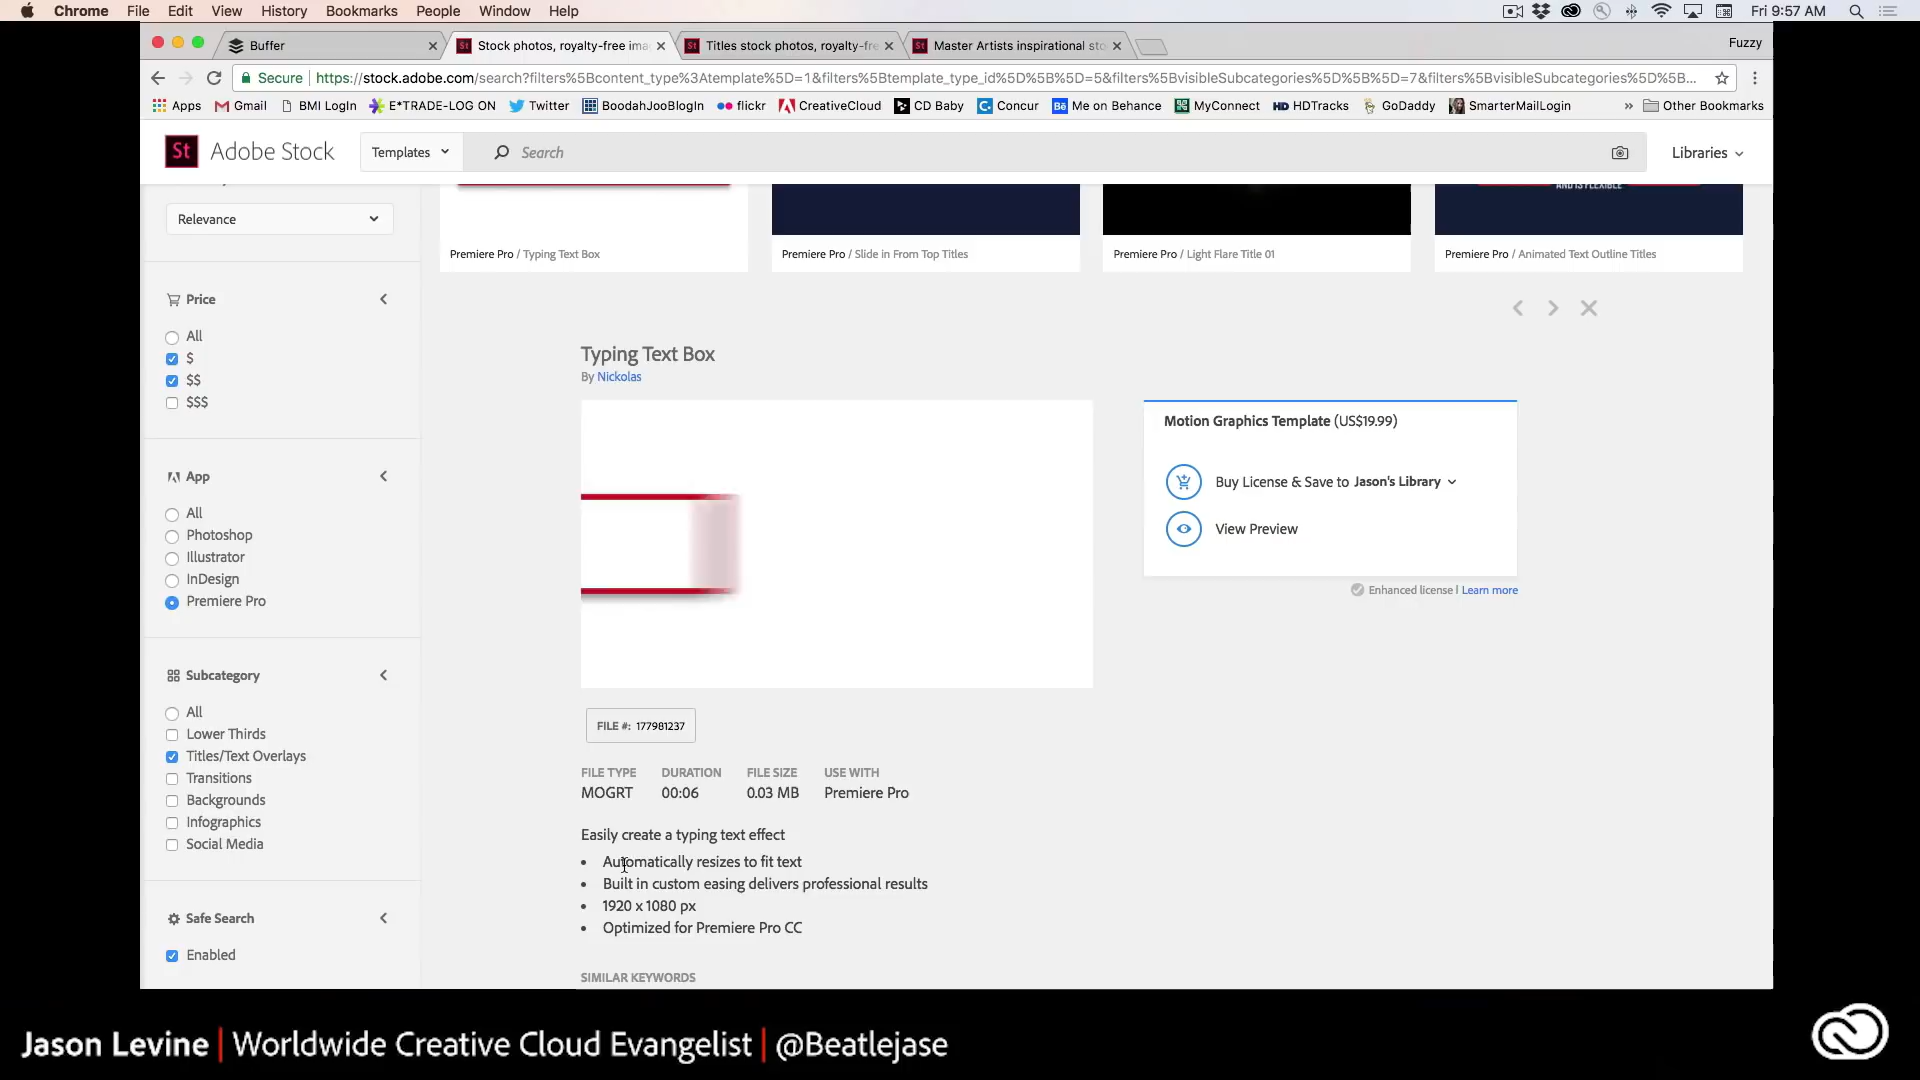 Chrome File Edit View History Bookmarks People Window Help Fri 9:57 AM
Buffer
Stock photos, royalty-free ima
Titles stock photos, royalty-fre
Master Artists inspirational sto
Fuzzy
Secure https://stock.adobe.com/search?filters%5Bcontent_type%3Atemplate%5D=1&filters%5Btemplate_type_id%5D%5B%5D=5&filters%5BvisibleSubcategories%5D%5B%5D=7&filters%5BvisibleSubcategories%5D%5B...
Apps Gmail BMI LogIn E*TRADE-LOG ON Twitter BoodahJooBlogIn flickr CreativeCloud CD Baby Concur Me on Behance MyConnect HDTracks GoDaddy SmarterMailLogin » Other Bookmarks
St Adobe Stock Templates Search Libraries
AND IS FLEXIBLE
Relevance
Premiere Pro / Typing Text Box
Premiere Pro / Slide in From Top Titles
Premiere Pro / Light Flare Title 01
Premiere Pro / Animated Text Outline Titles
Price
All
$
$$
$$$
App
All
Photoshop
Illustrator
InDesign
Premiere Pro
Subcategory
All
Lower Thirds
Titles/Text Overlays
Transitions
Backgrounds
Infographics
Social Media
Safe Search
Enabled
Typing Text Box
By Nickolas
Motion Graphics Template (US$19.99)
Buy License & Save to Jason's Library
View Preview
Enhanced license | Learn more
FILE #: 177981237
FILE TYPE DURATION FILE SIZE USE WITH
MOGRT 00:06 0.03 MB Premiere Pro
Easily create a typing text effect
• Automatically resizes to fit text
• Built in custom easing delivers professional results
• 1920 x 1080 px
• Optimized for Premiere Pro CC
SIMILAR KEYWORDS
Jason Levine | Worldwide Creative Cloud Evangelist | @Beatlejase